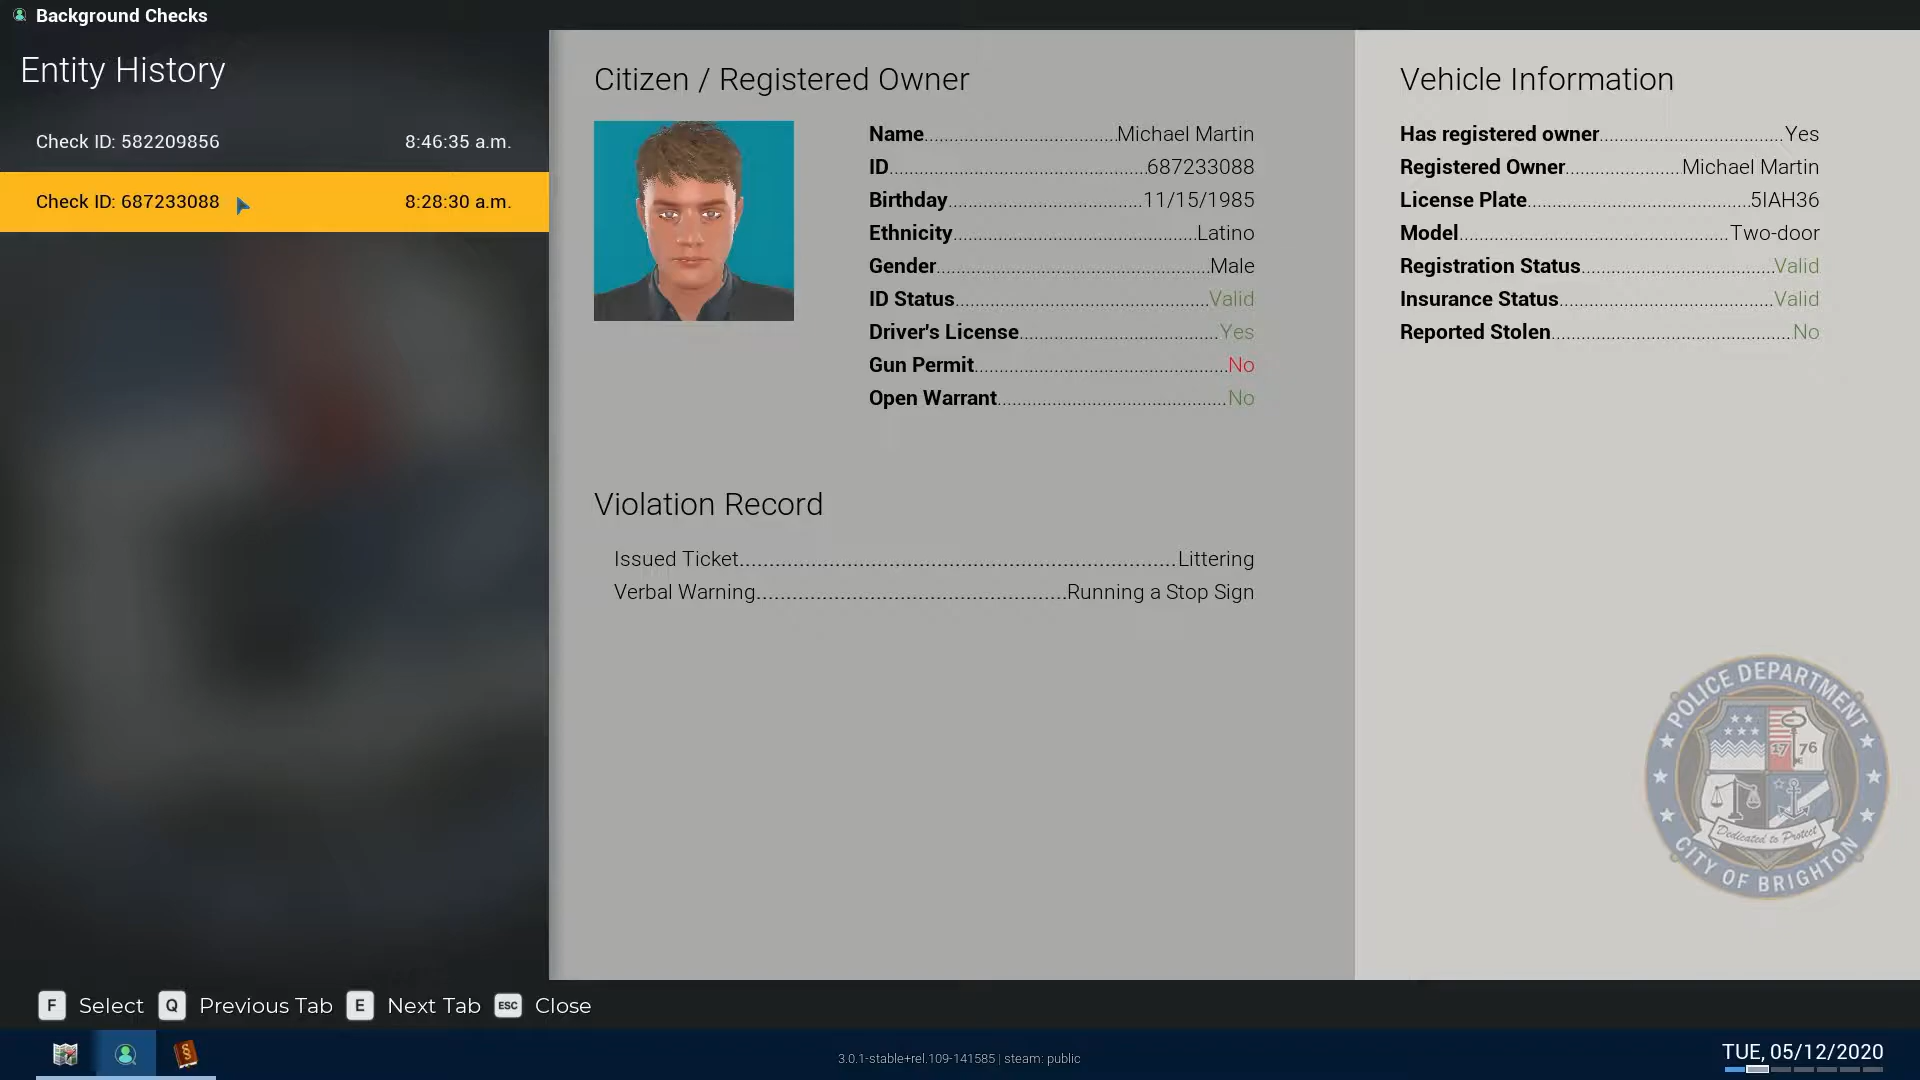 Background Checks
Entity History
Check ID: 582209856 8:46:35 a.m.
Check ID: 687233088 8:28:30 a.m.
Citizen / Registered Owner
Name Michael Martin
ID 687233088
Birthday 11/15/1985
Ethnicity Latino
Gender Male
ID Status Valid
Driver's License Yes
Gun Permit No
Open Warrant No
Violation Record
Issued Ticket Littering
Verbal Warning Running a Stop Sign
Vehicle Information
Has registered owner Yes
Registered Owner Michael Martin
License Plate 5IAH36
Model Two-door
Registration Status Valid
Insurance Status Valid
Reported Stolen No
POLICE DEPARTMENT
17 76
Dedicated to Protect
CITY OF BRIGHTON
F Select Q Previous Tab E Next Tab ESC Close
§
3.0.1-stable+rel.109-141585 | steam: public
TUE, 05/12/2020